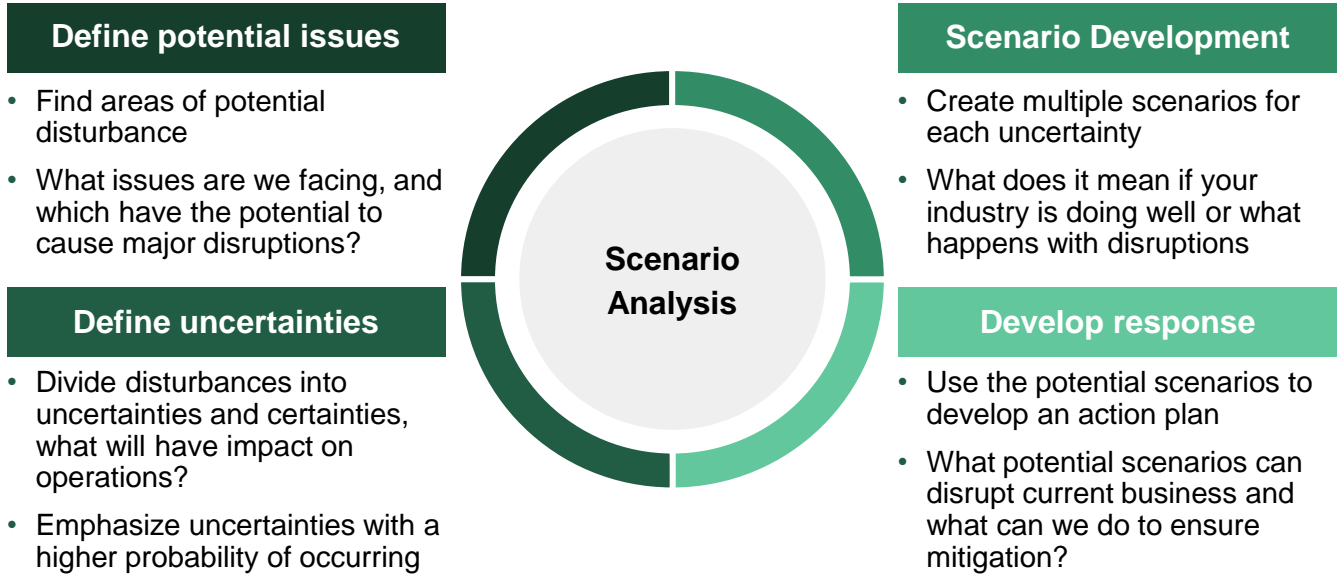 Define potential issues
• Find areas of potential
disturbance
• What issues are we facing, and
which have the potential to
cause major disruptions?
Define uncertainties
• Divide disturbances into
uncertainties and certainties,
what will have impact on
operations?
• Emphasize uncertainties with a
higher probability of occurring
Scenario
Analysis
Scenario Development
• Create multiple scenarios for
each uncertainty
• What does it mean if your
industry is doing well or what
happens with disruptions
Develop response
• Use the potential scenarios to
develop an action plan
• What potential scenarios can
disrupt current business and
what can we do to ensure
mitigation?